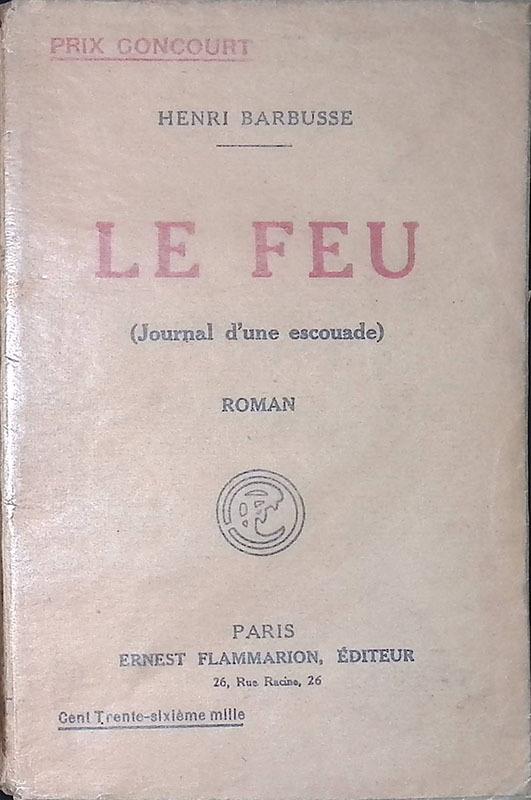 PRIX GONCOURT
HENRI BARBUSSE
LE FEU
(Journal d'une escouade)
ROMAN
PARIS
ERNEST FLAMMARION, ÉDITEUR
26, Rue Racine, 26
Cent Trente-sixième mille